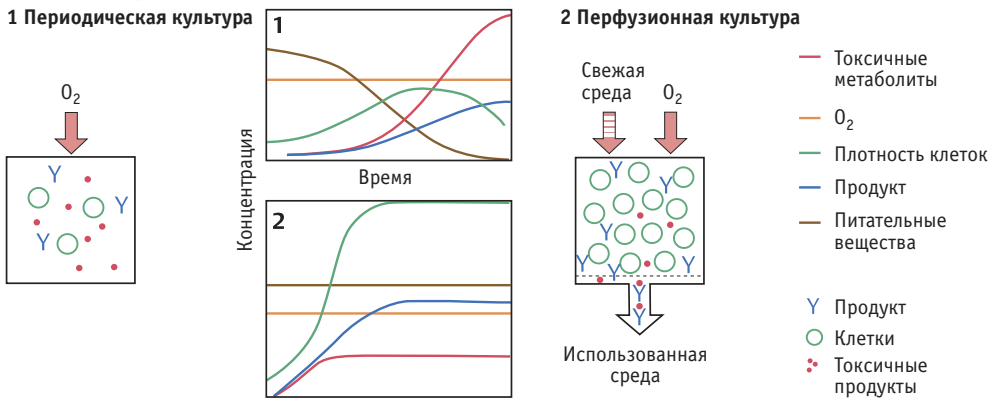 1 Периодическая культура
O2
Y
Y
Y
1
Концентрация
Время
2
2 Перфузионная культура
Свежая
среда
O2
Y
Y
Y
Y
Y
Y
Y
Y
Использованная
среда
Токсичные
метаболиты
O2
Плотность клеток
Продукт
Питательные
вещества
Y Продукт
Клетки
Токсичные
продукты